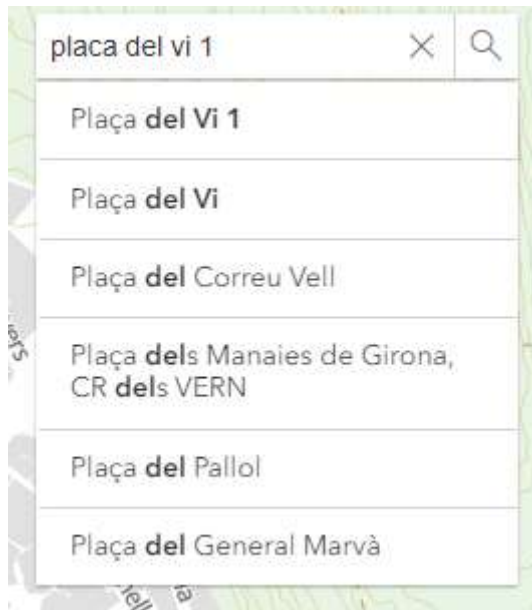 placa del vi 1
Plaça del Vi 1
Plaça del Vi
Plaça del Correu Vell
Plaça dels Manaies de Girona,
CR dels VERN
Plaça del Pallol
Plaça del General Marvà